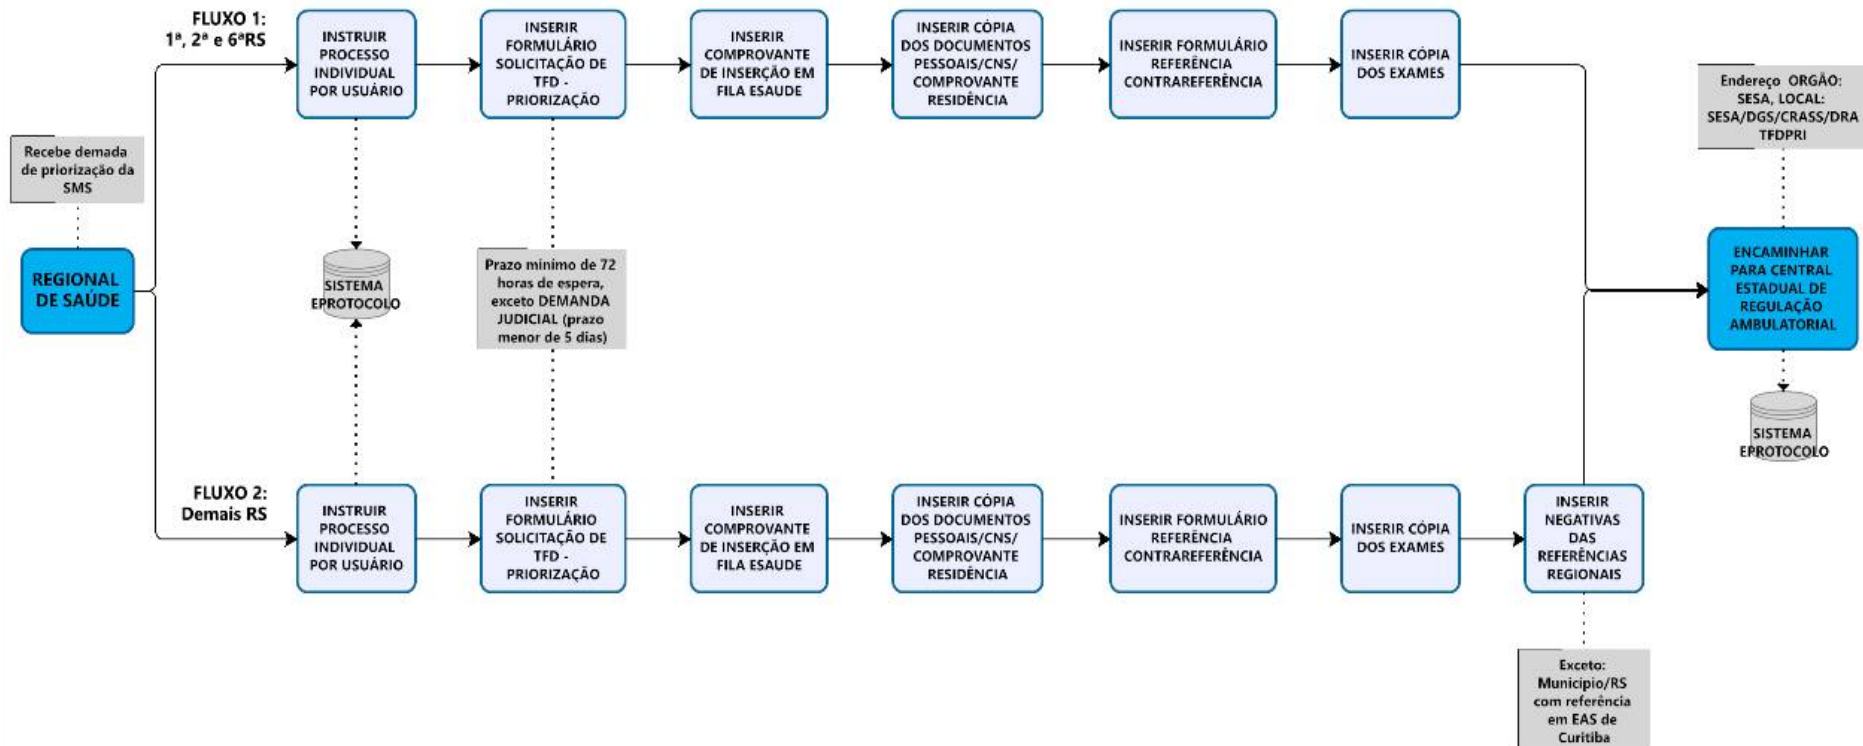 FLUXO 1:
1ª, 2ª e 6ªRS
INSTRUIR
PROCESSO
INDIVIDUAL
POR USUÁRIO
INSERIR
FORMULÁRIO
SOLICITAÇÃO DE
TFD -
PRIORIZAÇÃO
INSERIR
COMPROVANTE
DE INSERÇÃO EM
FILA ESAUDE
INSERIR CÓPIA
DOS DOCUMENTOS
PESSOAIS/CNS/
COMPROVANTE
RESIDÊNCIA
INSERIR FORMULÁRIO
REFERÊNCIA
CONTRAREFERÊNCIA
INSERIR CÓPIA
DOS EXAMES
Endereço ORGÃO:
SESA, LOCAL:
SESA/DGS/CRASS/DRA
TFDPRI
Recebe demada
de priorização da
SMS
REGIONAL
DE SAÚDE
SISTEMA
EPROTOCOLO
Prazo minimo de 72
horas de espera,
exceto DEMANDA
JUDICIAL (prazo
menor de 5 dias)
ENCAMINHAR
PARA CENTRAL
ESTADUAL DE
REGULAÇÃO
AMBULATORIAL
SISTEMA
EPROTOCOLO
FLUXO 2:
Demais RS
INSTRUIR
PROCESSO
INDIVIDUAL
POR USUÁRIO
INSERIR
FORMULÁRIO
SOLICITAÇÃO DE
TFD -
PRIORIZAÇÃO
INSERIR
COMPROVANTE
DE INSERÇÃO EM
FILA ESAUDE
INSERIR CÓPIA
DOS DOCUMENTOS
PESSOAIS/CNS/
COMPROVANTE
RESIDÊNCIA
INSERIR FORMULÁRIO
REFERÊNCIA
CONTRAREFERÊNCIA
INSERIR CÓPIA
DOS EXAMES
INSERIR
NEGATIVAS
DAS
REFERÊNCIAS
REGIONAIS
Exceto:
Municipio/RS
com referência
em EAS de
Curitiba